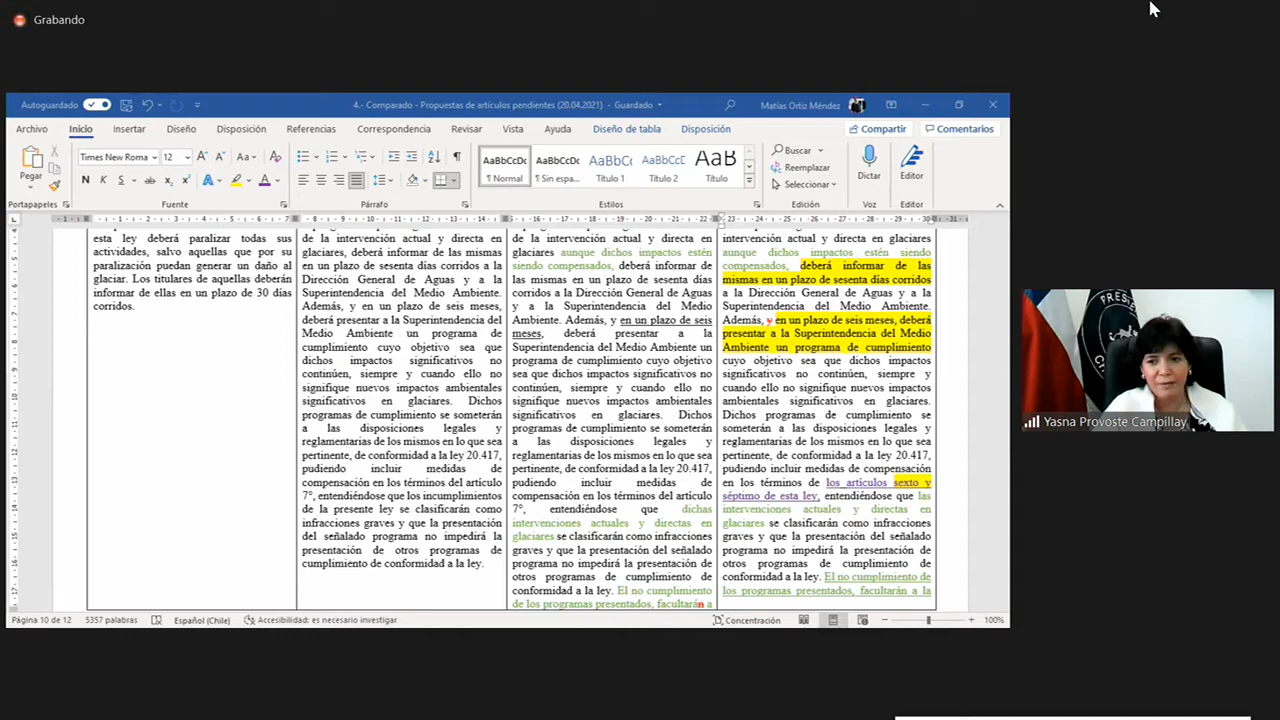 Grabando
Autoguardado
4.- Comparado - Propuestas de artículos pendientes (20.04.2021) - Guardado
Matías Ortiz Méndez
Archivo Inicio Insertar Diseño Disposición Referencias Correspondencia Revisar Vista Ayuda Diseño de tabla Disposición Compartir Comentarios
Pegar
Times New Roma 12
N K S ab x₂ x² A A
AaBbCcDc AaBbCcDc AaBbCc AaBbCcE AaB
¶ Normal ¶ Sin espa... Título 1 Título 2 Título
Buscar
Reemplazar
Seleccionar
Dictar
Editor
Portapapeles Fuente Párrafo Estilos Edición Voz Editor
esta ley deberá paralizar todas sus
actividades, salvo aquellas que por su
paralización puedan generar un daño al
glaciar. Los titulares de aquellas deberán
informar de ellas en un plazo de 30 días
corridos.
de la intervención actual y directa en
glaciares, deberá informar de las mismas
en un plazo de sesenta días corridos a la
Dirección General de Aguas y a la
Superintendencia del Medio Ambiente.
Además, y en un plazo de seis meses,
deberá presentar a la Superintendencia del
Medio Ambiente un programa de
cumplimiento cuyo objetivo sea que
dichos impactos significativos no
continúen, siempre y cuando ello no
signifique nuevos impactos ambientales
significativos en glaciares. Dichos
programas de cumplimiento se someterán
a las disposiciones legales y
reglamentarias de los mismos en lo que sea
pertinente, de conformidad a la ley 20.417,
pudiendo incluir medidas de
compensación en los términos del artículo
7°, entendiéndose que los incumplimientos
de la presente ley se clasificarán como
infracciones graves y que la presentación
del señalado programa no impedirá la
presentación de otros programas de
cumplimiento de conformidad a la ley.
de la intervención actual y directa en
glaciares aunque dichos impactos estén
siendo compensados, deberá informar de
las mismas en un plazo de sesenta días
corridos a la Dirección General de Aguas
y a la Superintendencia del Medio
Ambiente. Además, y en un plazo de seis
meses, deberá presentar a la
Superintendencia del Medio Ambiente un
programa de cumplimiento cuyo objetivo
sea que dichos impactos significativos no
continúen, siempre y cuando ello no
signifique nuevos impactos ambientales
significativos en glaciares. Dichos
programas de cumplimiento se someterán
a las disposiciones legales y
reglamentarias de los mismos en lo que sea
pertinente, de conformidad a la ley 20.417,
pudiendo incluir medidas de
compensación en los términos del artículo
7°, entendiéndose que dichas
intervenciones actuales y directas en
glaciares se clasificarán como infracciones
graves y que la presentación del señalado
programa no impedirá la presentación de
otros programas de cumplimiento de
conformidad a la ley. El no cumplimiento
de los programas presentados, facultarán a
intervención actual y directa en glaciares
aunque dichos impactos estén siendo
compensados, deberá informar de las
mismas en un plazo de sesenta días corridos
a la Dirección General de Aguas y a la
Superintendencia del Medio Ambiente.
Además, y en un plazo de seis meses, deberá
presentar a la Superintendencia del Medio
Ambiente un programa de cumplimiento
cuyo objetivo sea que dichos impactos
significativos no continúen, siempre y
cuando ello no signifique nuevos impactos
ambientales significativos en glaciares.
Dichos programas de cumplimiento se
someterán a las disposiciones legales y
reglamentarias de los mismos en lo que sea
pertinente, de conformidad a la ley 20.417,
pudiendo incluir medidas de compensación
en los términos de los artículos sexto y
séptimo de esta ley, entendiéndose que las
intervenciones actuales y directas en
glaciares se clasificarán como infracciones
graves y que la presentación del señalado
programa no impedirá la presentación de
otros programas de cumplimiento de
conformidad a la ley. El no cumplimiento de
los programas presentados, facultarán a la
Yasna Provoste Campillay
Página 10 de 12 5357 palabras Español (Chile) Accesibilidad: es necesario investigar Concentración 100%